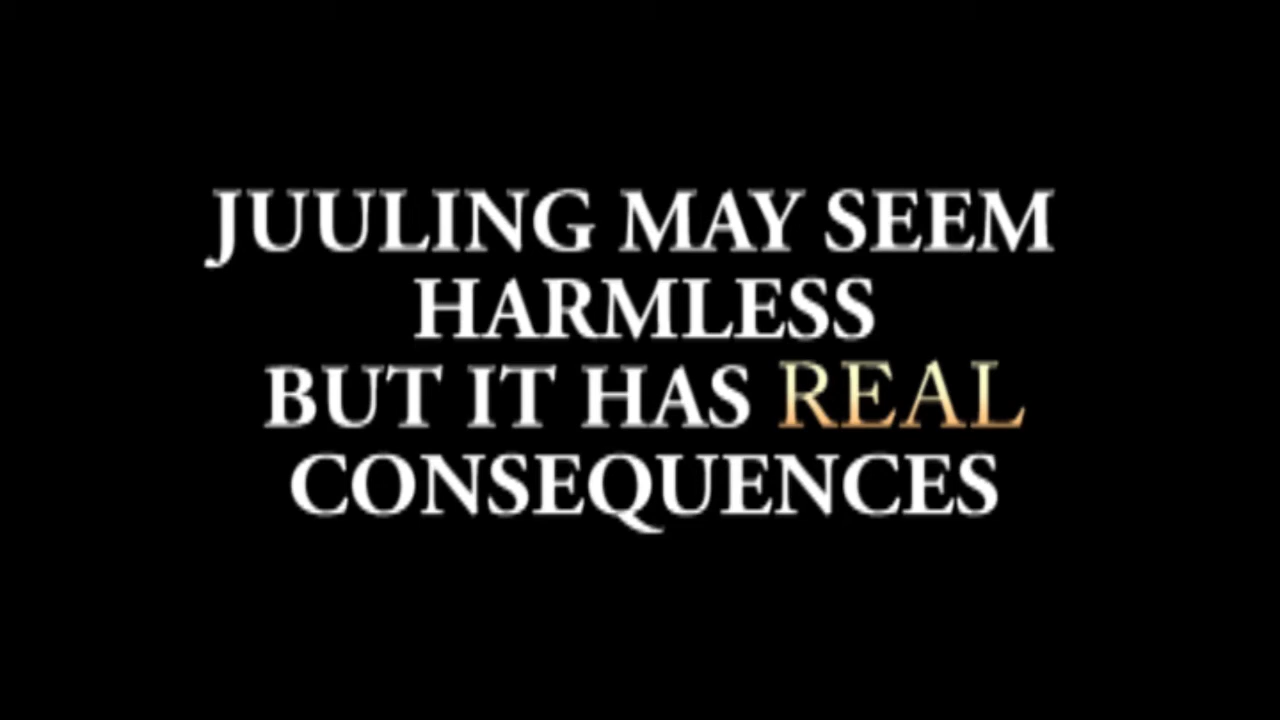 JUULING MAY SEEM
HARMLESS
BUT IT HAS REAL
CONSEQUENCES